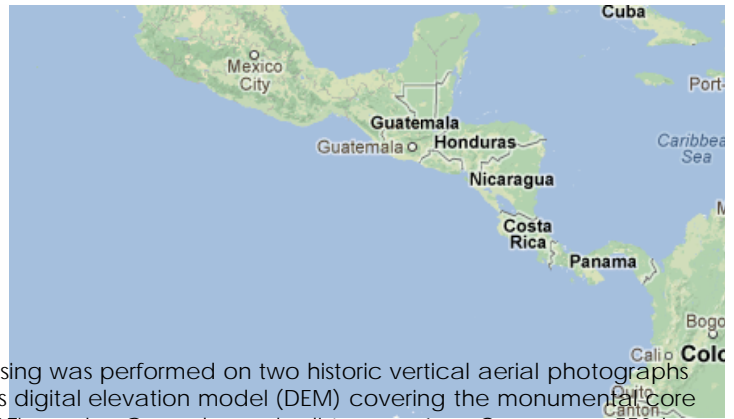 Cuba
Mexico
City
Port-
Guatemala
Guatemala
Honduras
Caribbea
Sea
Nicaragua
Costa
Rica
Panama
Bogo
Cali
Colo
sing was performed on two historic vertical aerial photographs
s digital elevation model (DEM) covering the monumental core
Quito
Canton